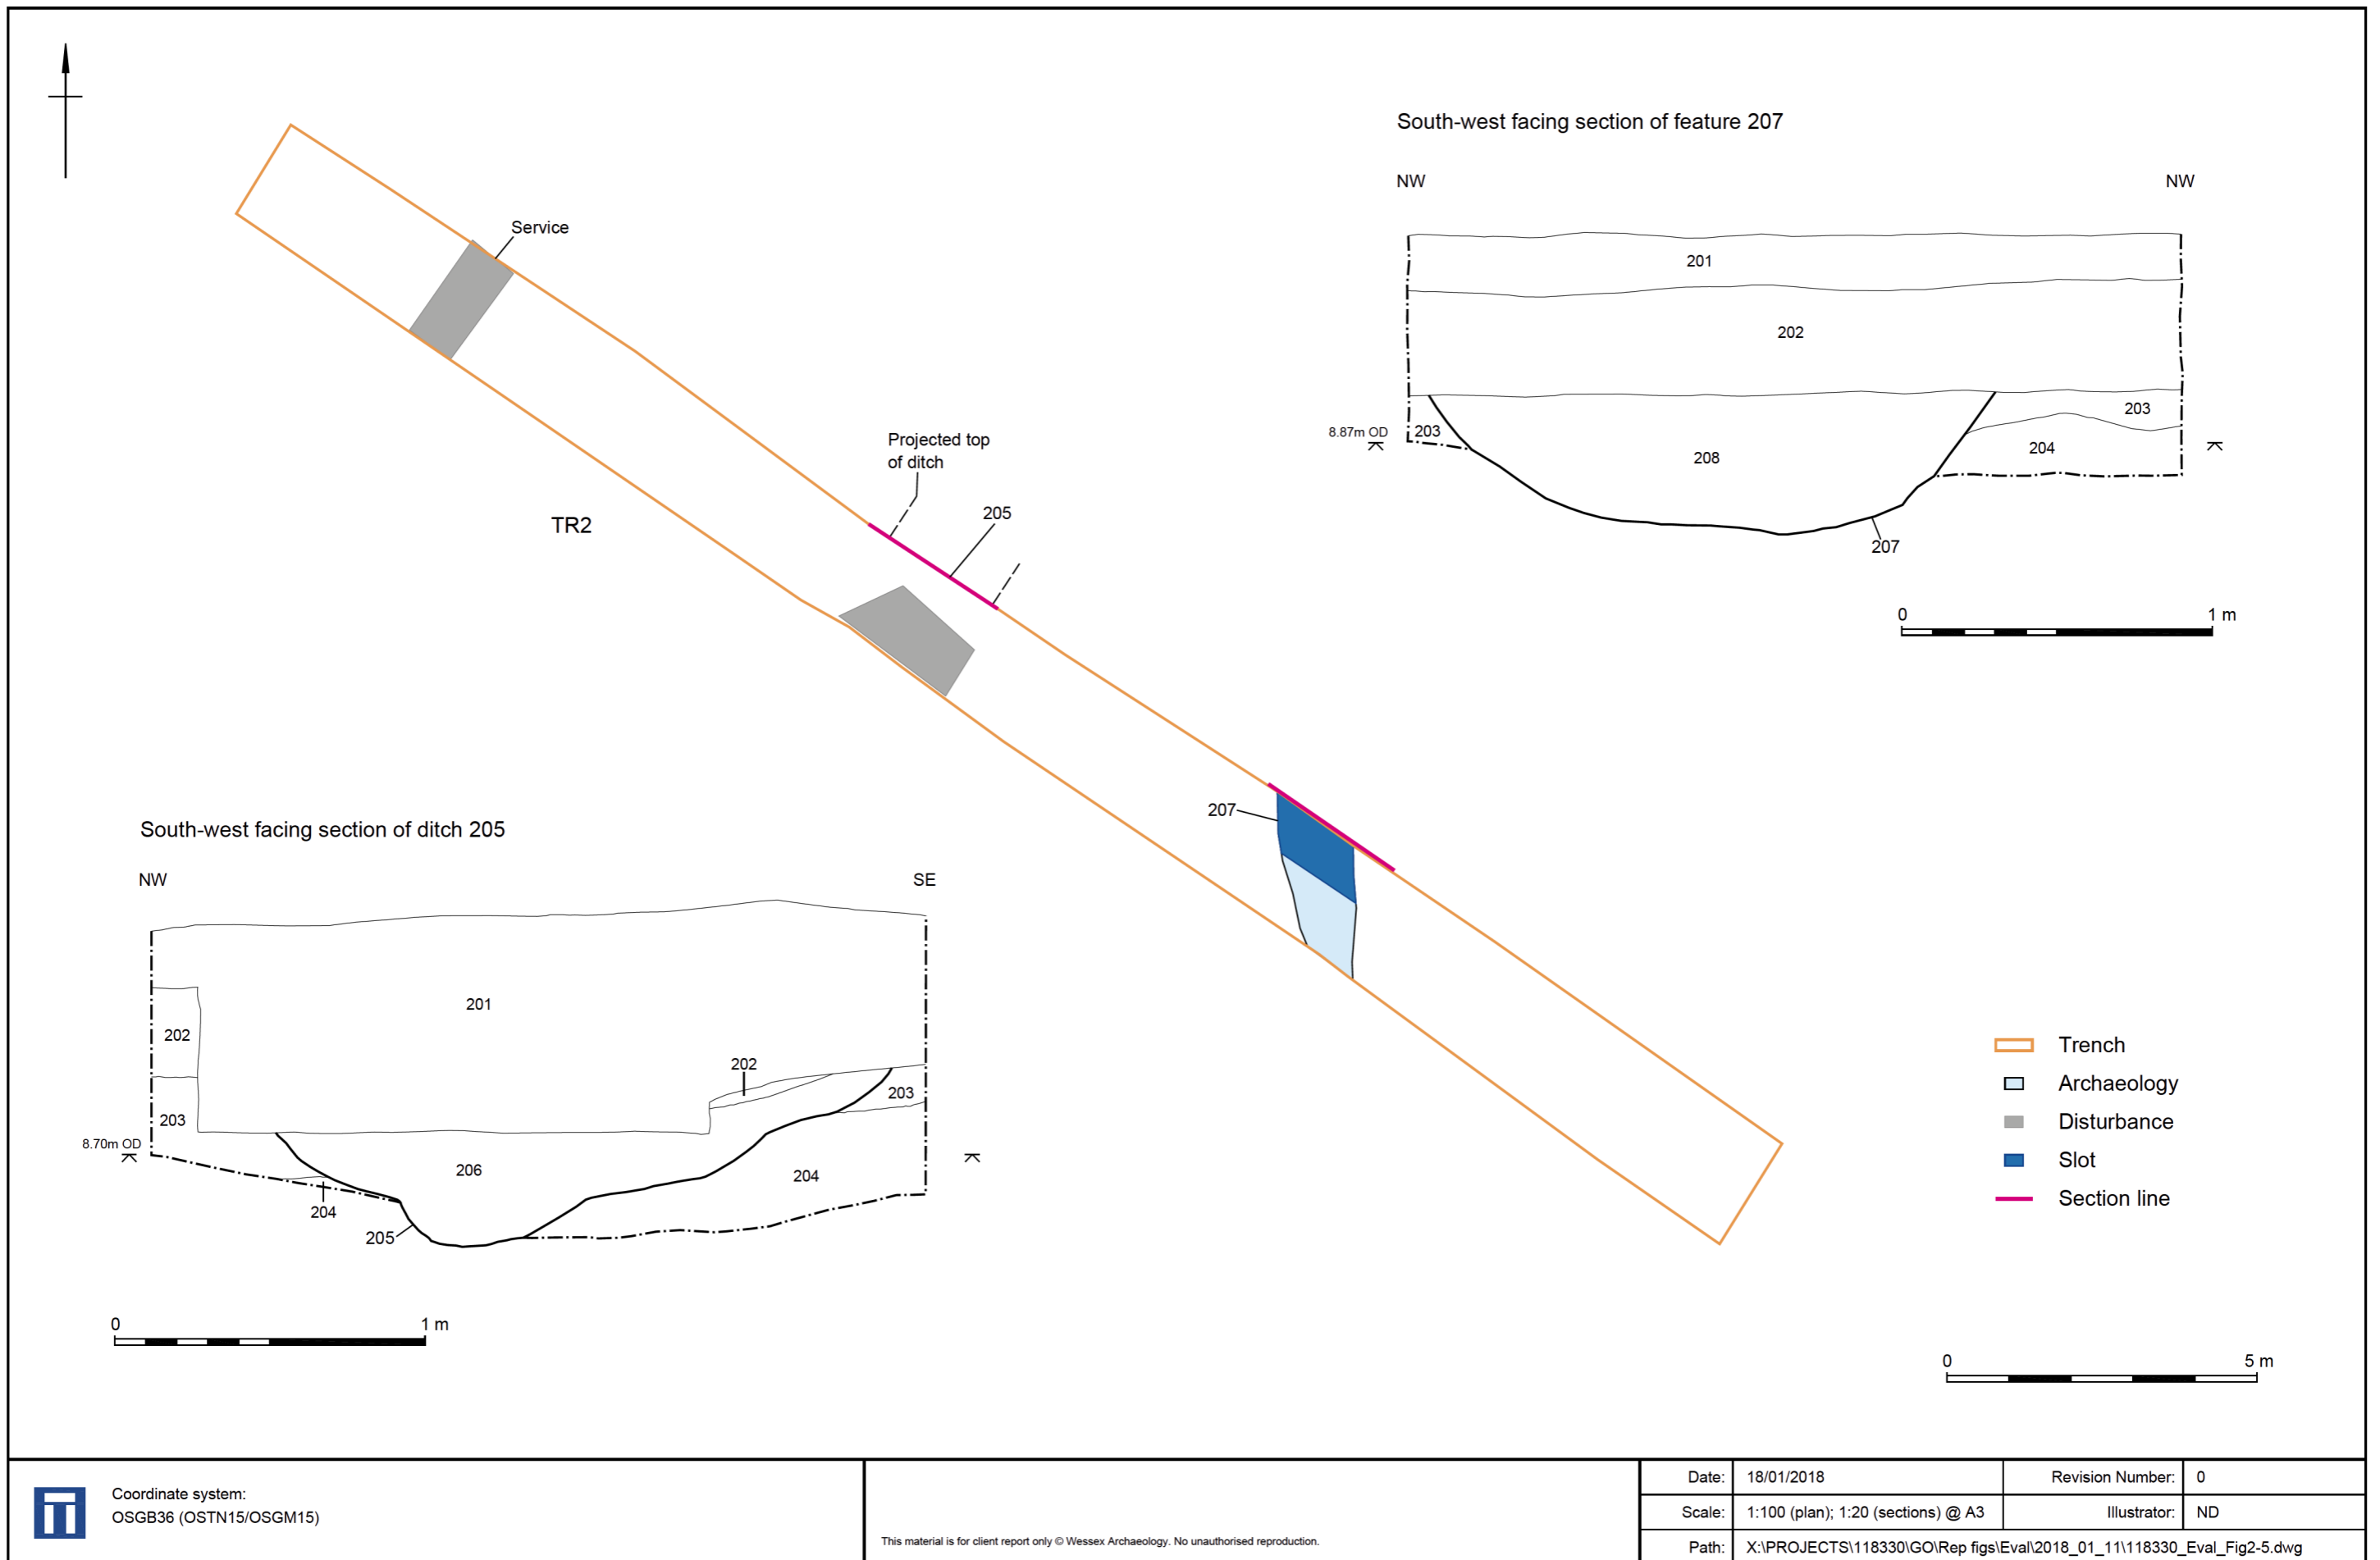 South-west facing section of feature 207
NW
NW
201
202
203
203
8.87m OD
204
208
207
0
1 m
Service
Projected top
of ditch
205
TR2
207
South-west facing section of ditch 205
NW
SE
201
202
202
203
203
8.70m OD
206
204
204
205
0
1 m
Trench
Archaeology
Disturbance
Slot
Section line
0
5 m
Coordinate system:
OSGB36 (OSTN15/OSGM15)
This material is for client report only © Wessex Archaeology. No unauthorised reproduction.
Date: 18/01/2018 Revision Number: 0
Scale: 1:100 (plan); 1:20 (sections) @ A3 Illustrator: ND
Path: X:\PROJECTS\118330\GO\Rep figs\Eval\2018_01_11\118330_Eval_Fig2-5.dwg